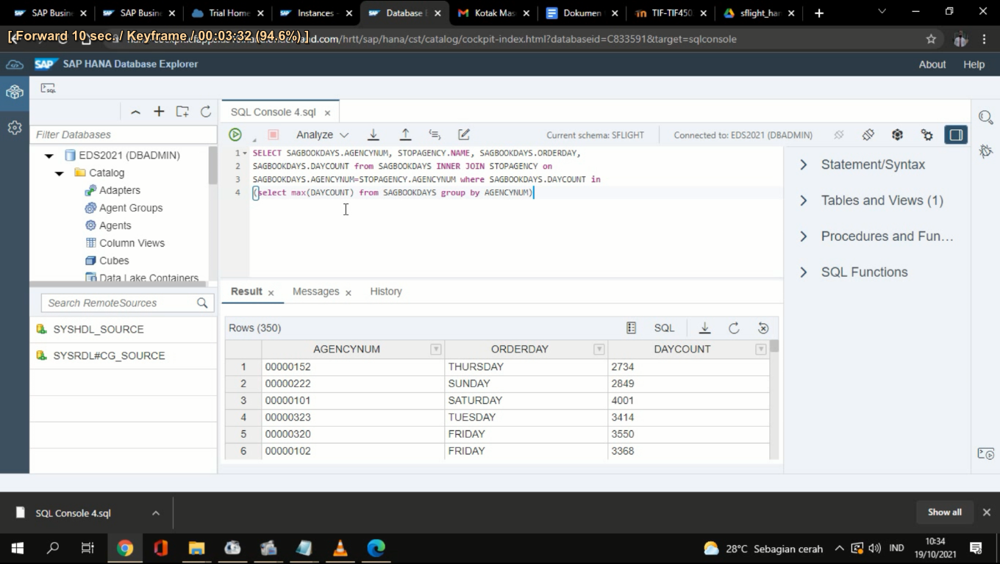 SAP Busin
SAP Busin
Trial Home
Instances -
Database E
Kotak Mas
Dokumen
TIF-TIF450
sflight_har
[ Forward 10 sec. / Keyframe / 00:03:32 (94.6%) ]
and.com/hrtt/sap/hana/cst/catalog/cockpit-index.html?databaseid=C833591&target=sqlconsole
SAP
SAP HANA Database Explorer
About
Help
SQL
SQL Console 4.sql
Filter Databases
Analyze
Current schema: SFLIGHT
Connected to: EDS2021 (DBADMIN)
EDS2021 (DBADMIN)
Catalog
Adapters
Agent Groups
Agents
Column Views
Cubes
Data Lake Containers
1 SELECT SAGBOOKDAYS.AGENCYNUM, STOPAGENCY.NAME, SAGBOOKDAYS.ORDERDAY,
2 SAGBOOKDAYS.DAYCOUNT from SAGBOOKDAYS INNER JOIN STOPAGENCY on
3 SAGBOOKDAYS.AGENCYNUM=STOPAGENCY.AGENCYNUM where SAGBOOKDAYS.DAYCOUNT in
4 (select max(DAYCOUNT) from SAGBOOKDAYS group by AGENCYNUM)
Statement/Syntax
Tables and Views (1)
Procedures and Fun...
SQL Functions
Search RemoteSources
SYSHDL_SOURCE
SYSRDL#CG_SOURCE
Result
Messages
History
Rows (350)
SQL
AGENCYNUM ORDERDAY DAYCOUNT
1 00000152 THURSDAY 2734
2 00000222 SUNDAY 2849
3 00000101 SATURDAY 4001
4 00000323 TUESDAY 3414
5 00000320 FRIDAY 3550
6 00000102 FRIDAY 3368
SQL Console 4.sql
Show all
28°C Sebagian cerah
IND
10:34
19/10/2021